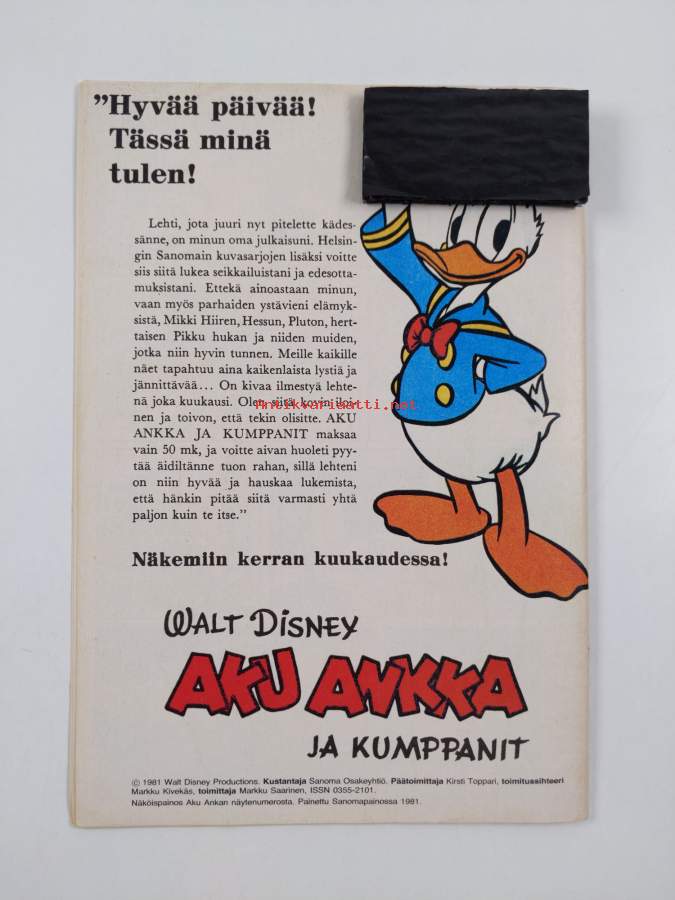 ”Hyvää päivää!
Tässä minä
tulen!
Lehti, jota juuri nyt pitelette kädes-
sänne, on minun oma julkaisuni. Helsin-
gin Sanomain kuvasarjojen lisäksi voitte
siis siitä lukea seikkailuistani ja edesotta-
muksistani. Ettekä ainoastaan minun,
vaan myös parhaiden ystävieni elämyk-
sistä, Mikki Hiiren, Hessun, Pluton, hert-
taisen Pikku hukan ja niiden muiden,
jotka niin hyvin tunnen. Meille kaikille
näet tapahtuu aina kaikenlaista lystiä ja
jännittävää... On kivaa ilmestyä lehte-
nä joka kuukausi. Olen siitä kovin iloi-
Antikvariaatti.net
nen ja toivon, että tekin olisitte. AKU
ANKKA JA KUMPPANIT maksaa
vain 50 mk, ja voitte aivan huoleti pyy-
tää äidiltänne tuon rahan, sillä lehteni
on niin hyvää ja hauskaa lukemista,
että hänkin pitää siitä varmasti yhtä
paljon kuin te itse.”
Näkemiin kerran kuukaudessa!
WALT DISNEY
AKU ANKKA
JA KUMPPANIT
© 1981 Walt Disney Productions. Kustantaja Sanoma Osakeyhtiö. Päätoimittaja Kirsti Toppari, toimitussihteeri
Markku Kivekäs, toimittaja Markku Saarinen, ISSN 0355-2101.
Näköispainos Aku Ankan näytenumerosta. Painettu Sanomapainossa 1981.